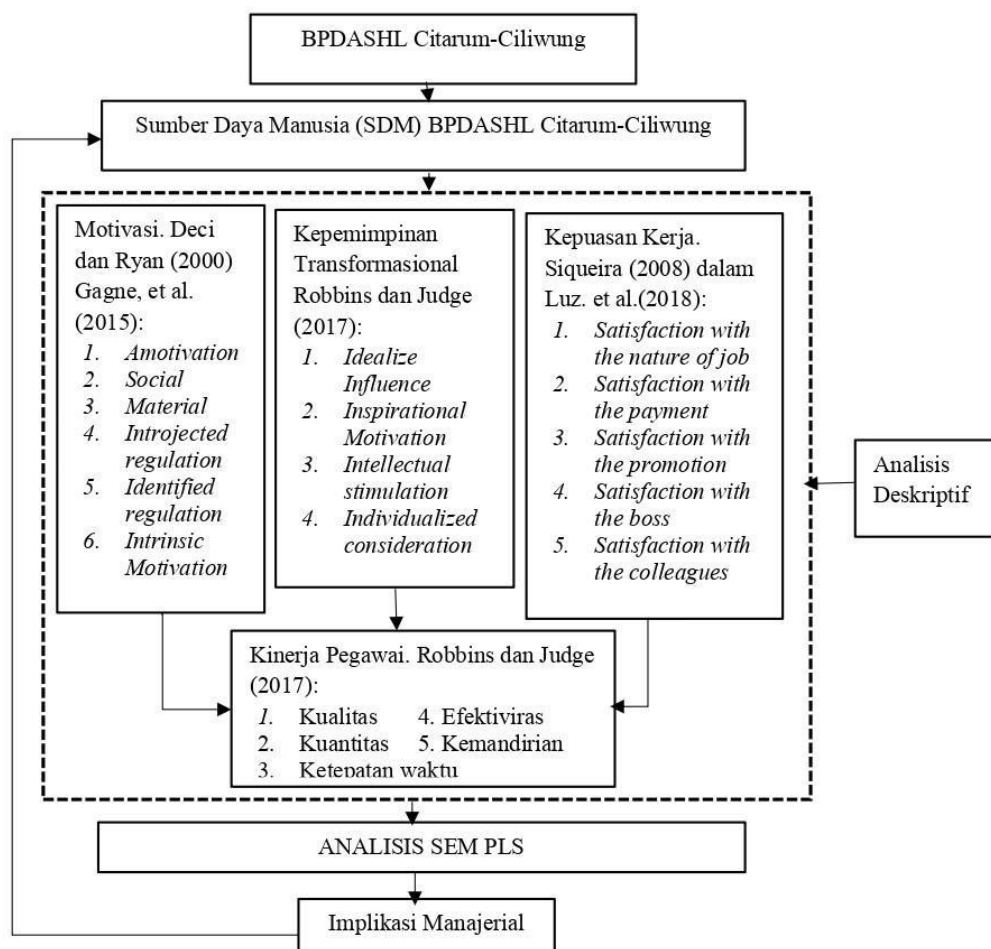 BPDASHL Citarum-Ciliwung
Sumber Daya Manusia (SDM) BPDASHL Citarum-Ciliwung
Motivasi. Deci
dan Ryan (2000)
Gagne, et al.
(2015):
1. Amotivation
2. Social
3. Material
4. Introjected
regulation
5. Identified
regulation
6. Intrinsic
Motivation
Kepemimpinan
Transformasional
Robbins dan Judge
(2017):
1. Idealize
Influence
2. Inspirational
Motivation
3. Intellectual
stimulation
4. Individualized
consideration
Kepuasan Kerja.
Siqueira (2008) dalam
Luz. et al.(2018):
1. Satisfaction with
the nature of job
2. Satisfaction with
the payment
3. Satisfaction with
the promotion
4. Satisfaction with
the boss
5. Satisfaction with
the colleagues
Analisis
Deskriptif
Kinerja Pegawai. Robbins dan Judge
(2017):
1. Kualitas 4. Efektiviras
2. Kuantitas 5. Kemandirian
3. Ketepatan waktu
ANALISIS SEM PLS
Implikasi Manajerial